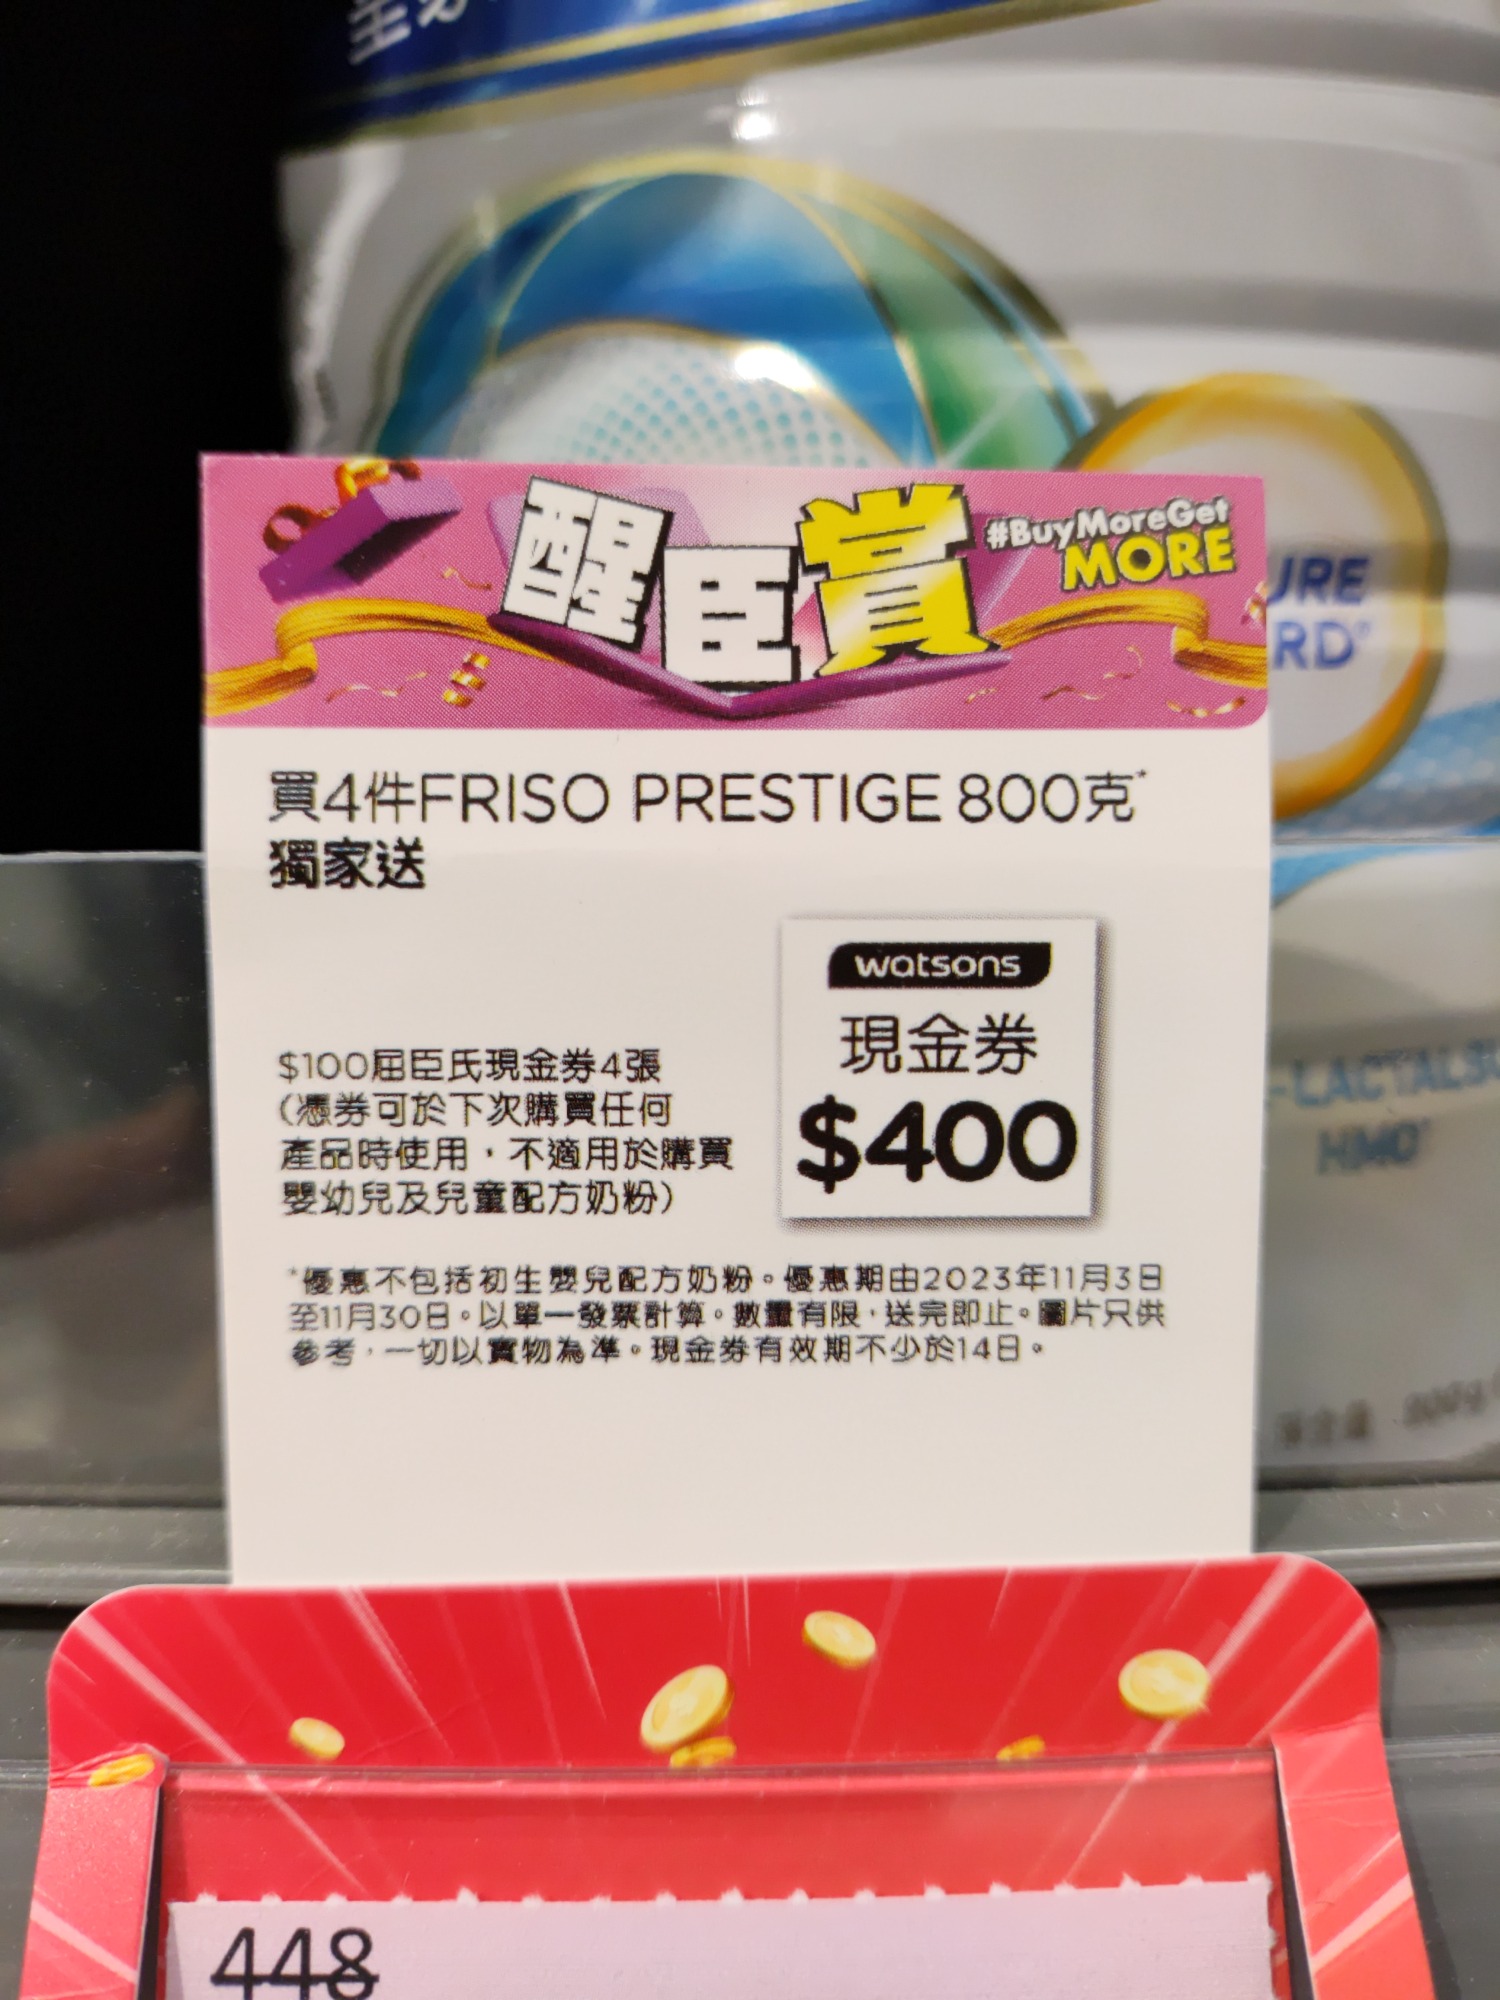 醒臣賞
#BuyMoreGet
MORE
URE
RD®
買4件FRISO PRESTIGE 800克*
獨家送
watsons
現金券
$400
$100屈臣氏現金券4張
(憑券可於下次購買任何
產品時使用，不適用於購買
嬰幼兒及兒童配方奶粉)
-LACTALBU
HMO
*優惠不包括初生嬰兒配方奶粉。優惠期由2023年11月3日
至11月30日。以單一發票計算。數量有限，送完即止。圖片只供
參考，一切以實物為準。現金券有效期不少於14日。
448